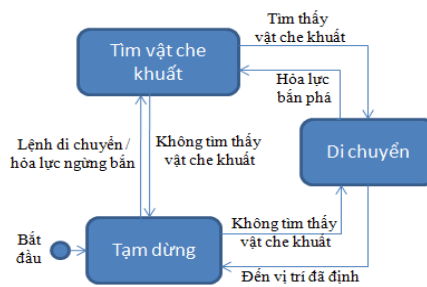 Tìm thấy
vật che khuất
Tìm vật che
khuất
Hỏa lực
bắn phá
Lệnh di chuyển /
hỏa lực ngừng bắn
Không tìm thấy
vật che khuất
Di chuyển
Không tìm thấy
vật che khuất
Bắt
đầu
Tạm dừng
Đến vị trí đã định